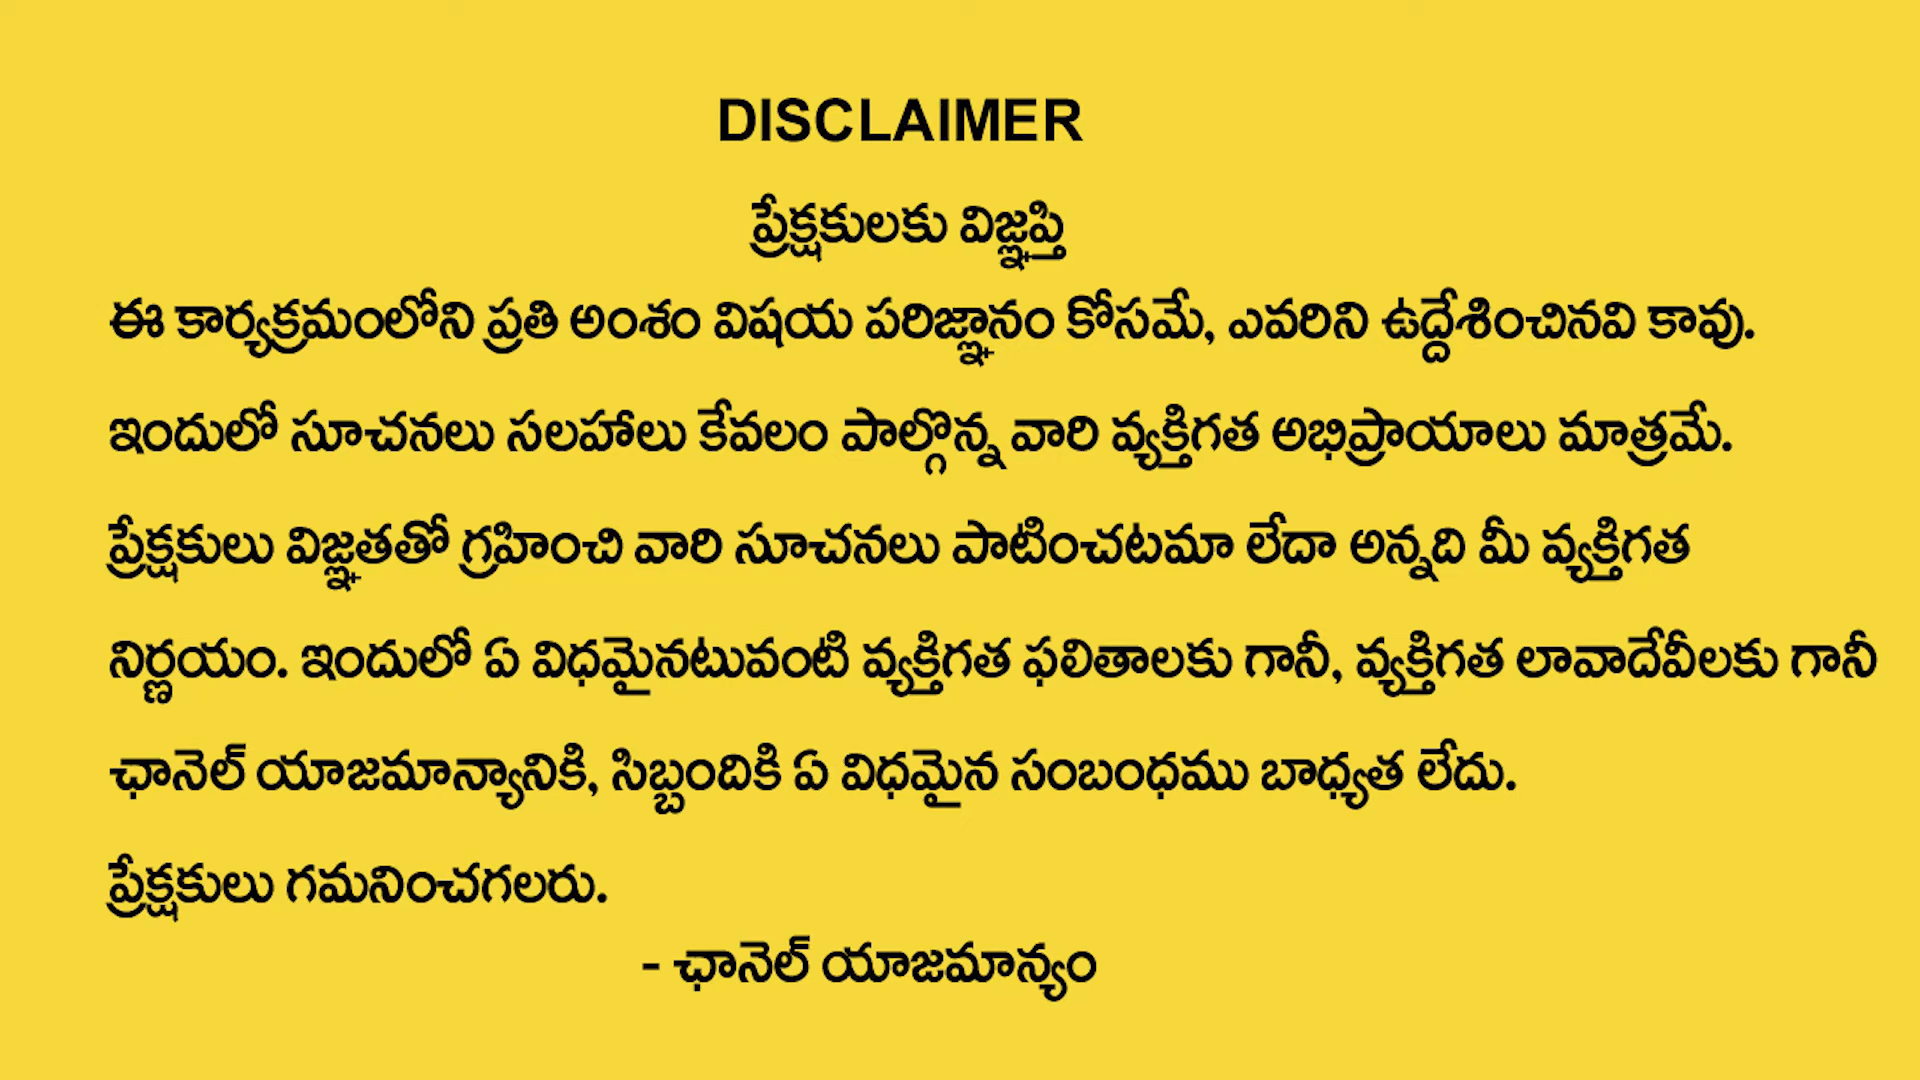 DISCLAIMER
ప్రేక్షకులకు విజ్ఞప్తి
ఈ కార్యక్రమంలోని ప్రతి అంశం విషయ పరిజ్ఞానం కోసమే, ఎవరిని ఉద్దేశించినవి కావు.
ఇందులో సూచనలు సలహాలు కేవలం పాల్గొన్న వారి వ్యక్తిగత అభిప్రాయాలు మాత్రమే.
ప్రేక్షకులు విజ్ఞతతో గ్రహించి వారి సూచనలు పాటించటమా లేదా అన్నది మీ వ్యక్తిగత
నిర్ణయం. ఇందులో ఏ విధమైనటువంటి వ్యక్తిగత ఫలితాలకు గానీ, వ్యక్తిగత లావాదేవీలకు గానీ
ఛానెల్ యాజమాన్యానికి, సిబ్బందికి ఏ విధమైన సంబంధము బాధ్యత లేదు.
ప్రేక్షకులు గమనించగలరు.
- ఛానెల్ యాజమాన్యం